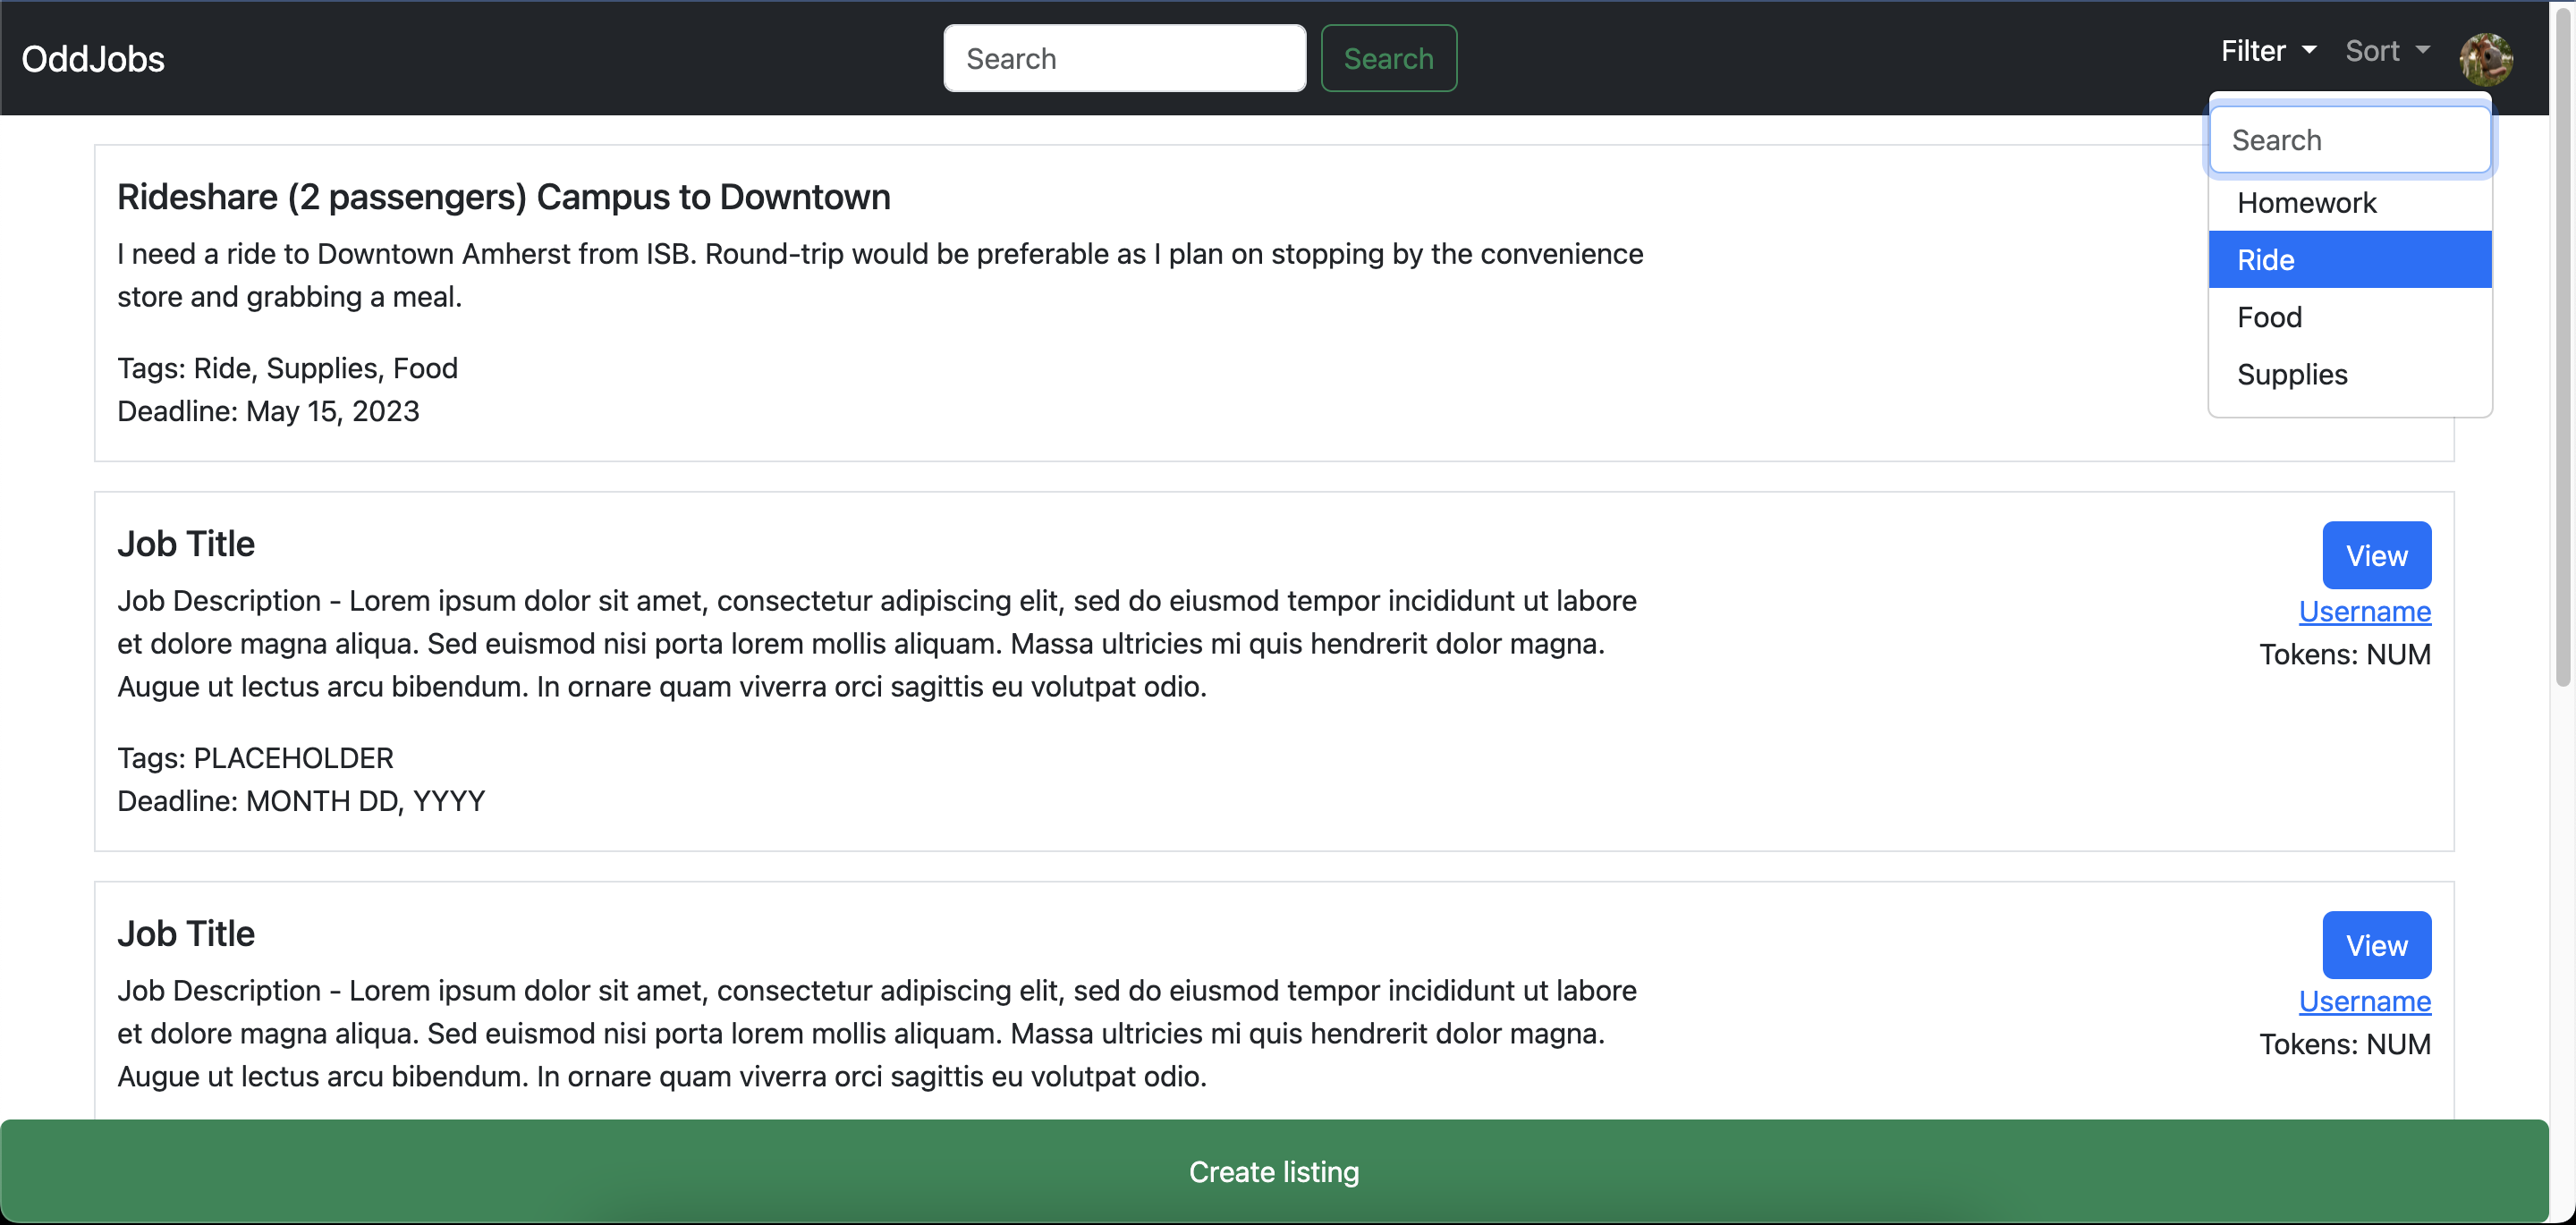 OddJobs
Search
Search
Filter
Sort
Search
Homework
Ride
Food
Supplies
Rideshare (2 passengers) Campus to Downtown
I need a ride to Downtown Amherst from ISB. Round-trip would be preferable as I plan on stopping by the convenience
store and grabbing a meal.
Tags: Ride, Supplies, Food
Deadline: May 15, 2023
Job Title
Job Description - Lorem ipsum dolor sit amet, consectetur adipiscing elit, sed do eiusmod tempor incididunt ut labore
et dolore magna aliqua. Sed euismod nisi porta lorem mollis aliquam. Massa ultricies mi quis hendrerit dolor magna.
Augue ut lectus arcu bibendum. In ornare quam viverra orci sagittis eu volutpat odio.
Tags: PLACEHOLDER
Deadline: MONTH DD, YYYY
View
Username
Tokens: NUM
Job Title
Job Description - Lorem ipsum dolor sit amet, consectetur adipiscing elit, sed do eiusmod tempor incididunt ut labore
et dolore magna aliqua. Sed euismod nisi porta lorem mollis aliquam. Massa ultricies mi quis hendrerit dolor magna.
Augue ut lectus arcu bibendum. In ornare quam viverra orci sagittis eu volutpat odio.
View
Username
Tokens: NUM
Create listing